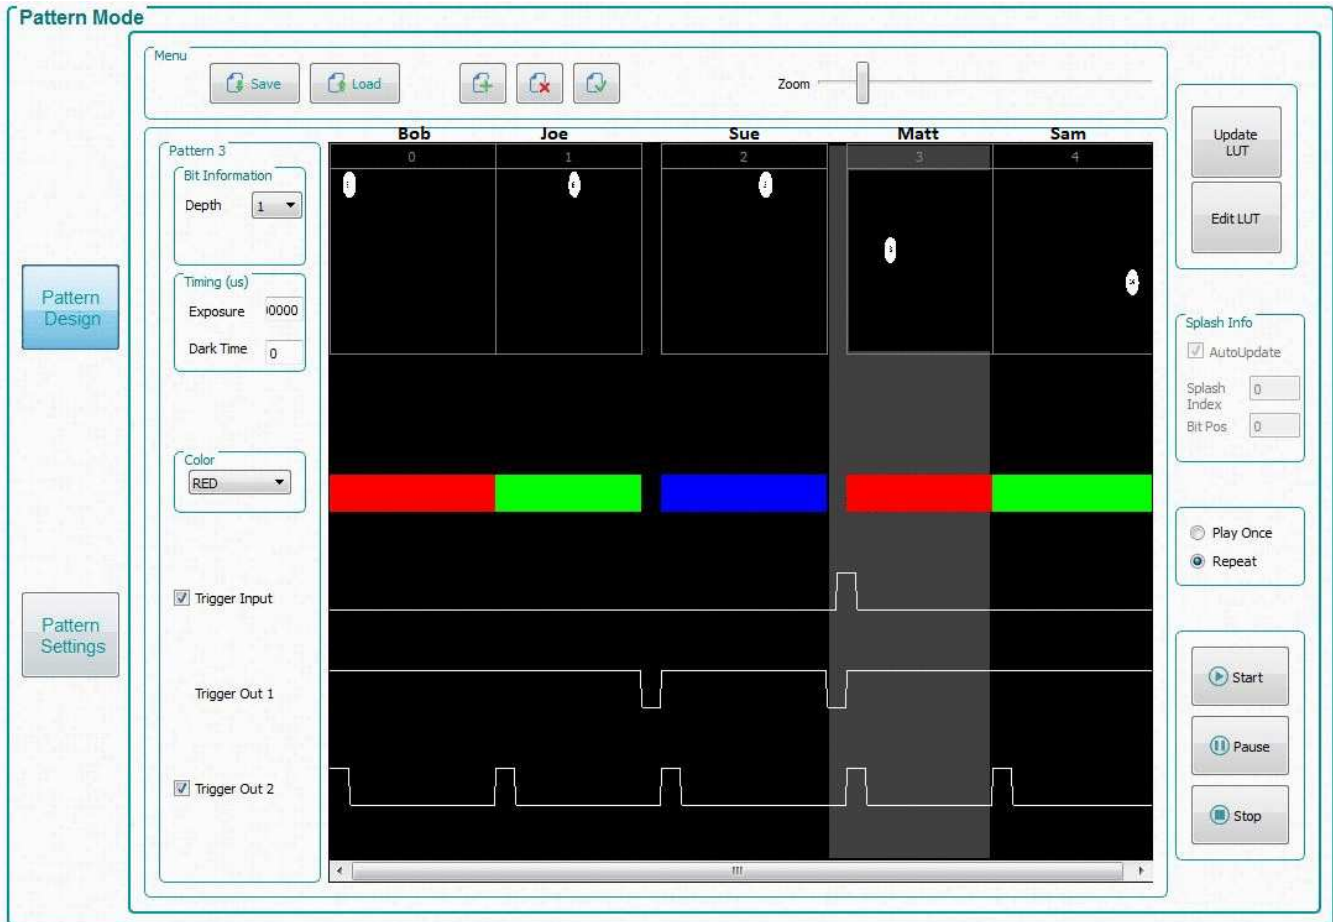 Pattern Mode
Menu
Save
Load
Zoom
Update
LUT
Edit LUT
Bob Joe Sue Matt Sam
0 1 2 3 4
Pattern 3
Bit Information
Depth 1
Timing (us)
Exposure 0000
Dark Time 0
Color
RED
Trigger Input
Trigger Out 1
Trigger Out 2
Pattern
Design
Pattern
Settings
Splash Info
AutoUpdate
Splash
Index
0
Bit Pos 0
Play Once
Repeat
Start
Pause
Stop